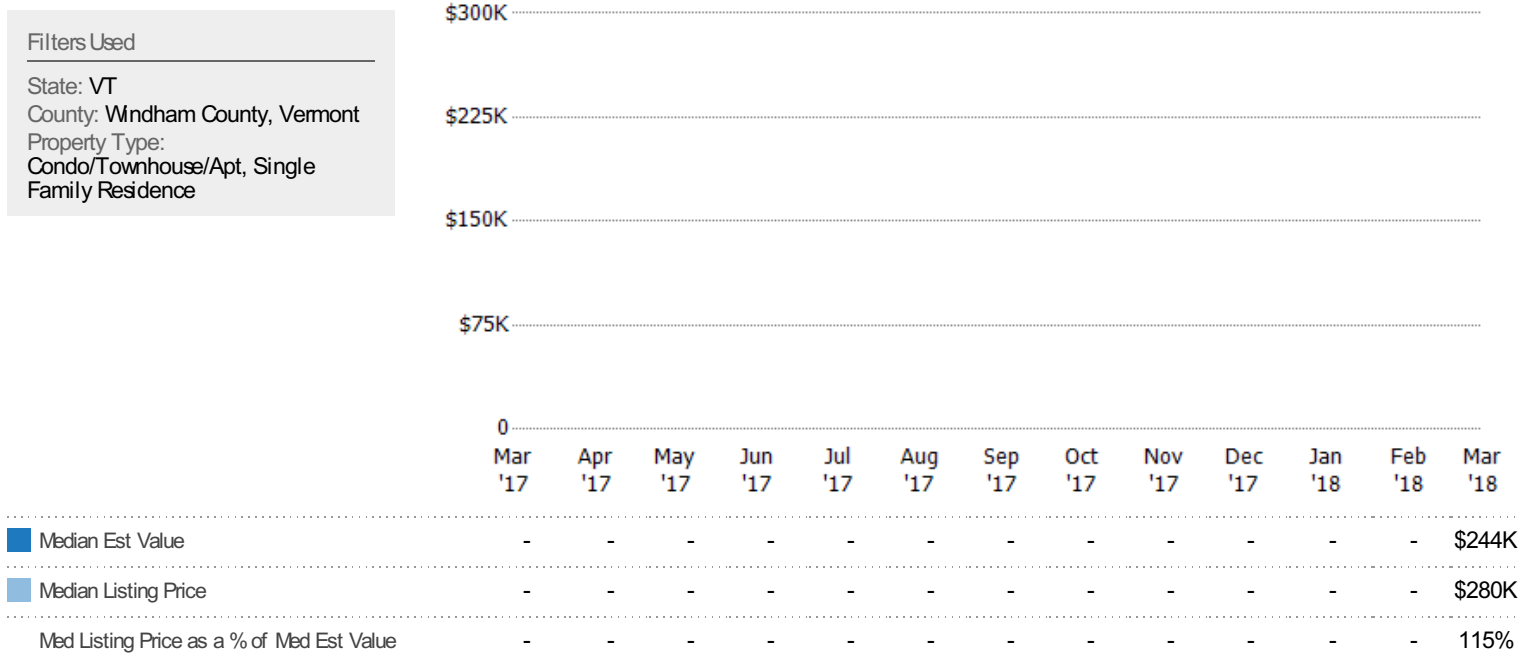 Filters Used
State: VT
County: Windham County, Vermont
Property Type:
Condo/Townhouse/Apt, Single
Family Residence
$300K
$225K
$150K
$75K
0
Mar Apr May Jun Jul Aug Sep Oct Nov Dec Jan Feb Mar
'17 '17 '17 '17 '17 '17 '17 '17 '17 '17 '18 '18 '18
Median Est Value - - - - - - - - - - - - $244K
Median Listing Price - - - - - - - - - - - - $280K
Med Listing Price as a % of Med Est Value - - - - - - - - - - - - 115%